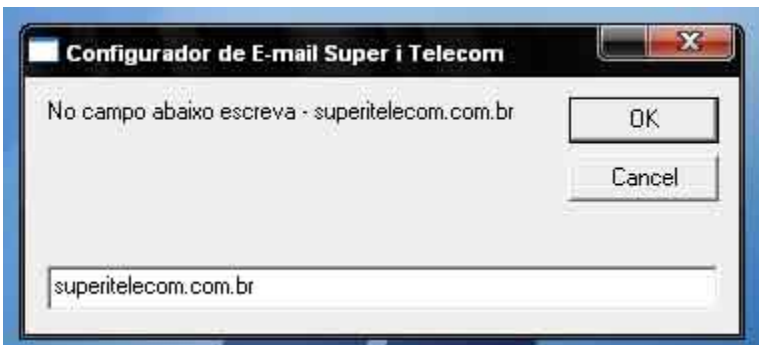 Configurador de E-mail Super i Telecom
No campo abaixo escreva - superitelecom.com.br
OK
Cancel
superitelecom.com.br